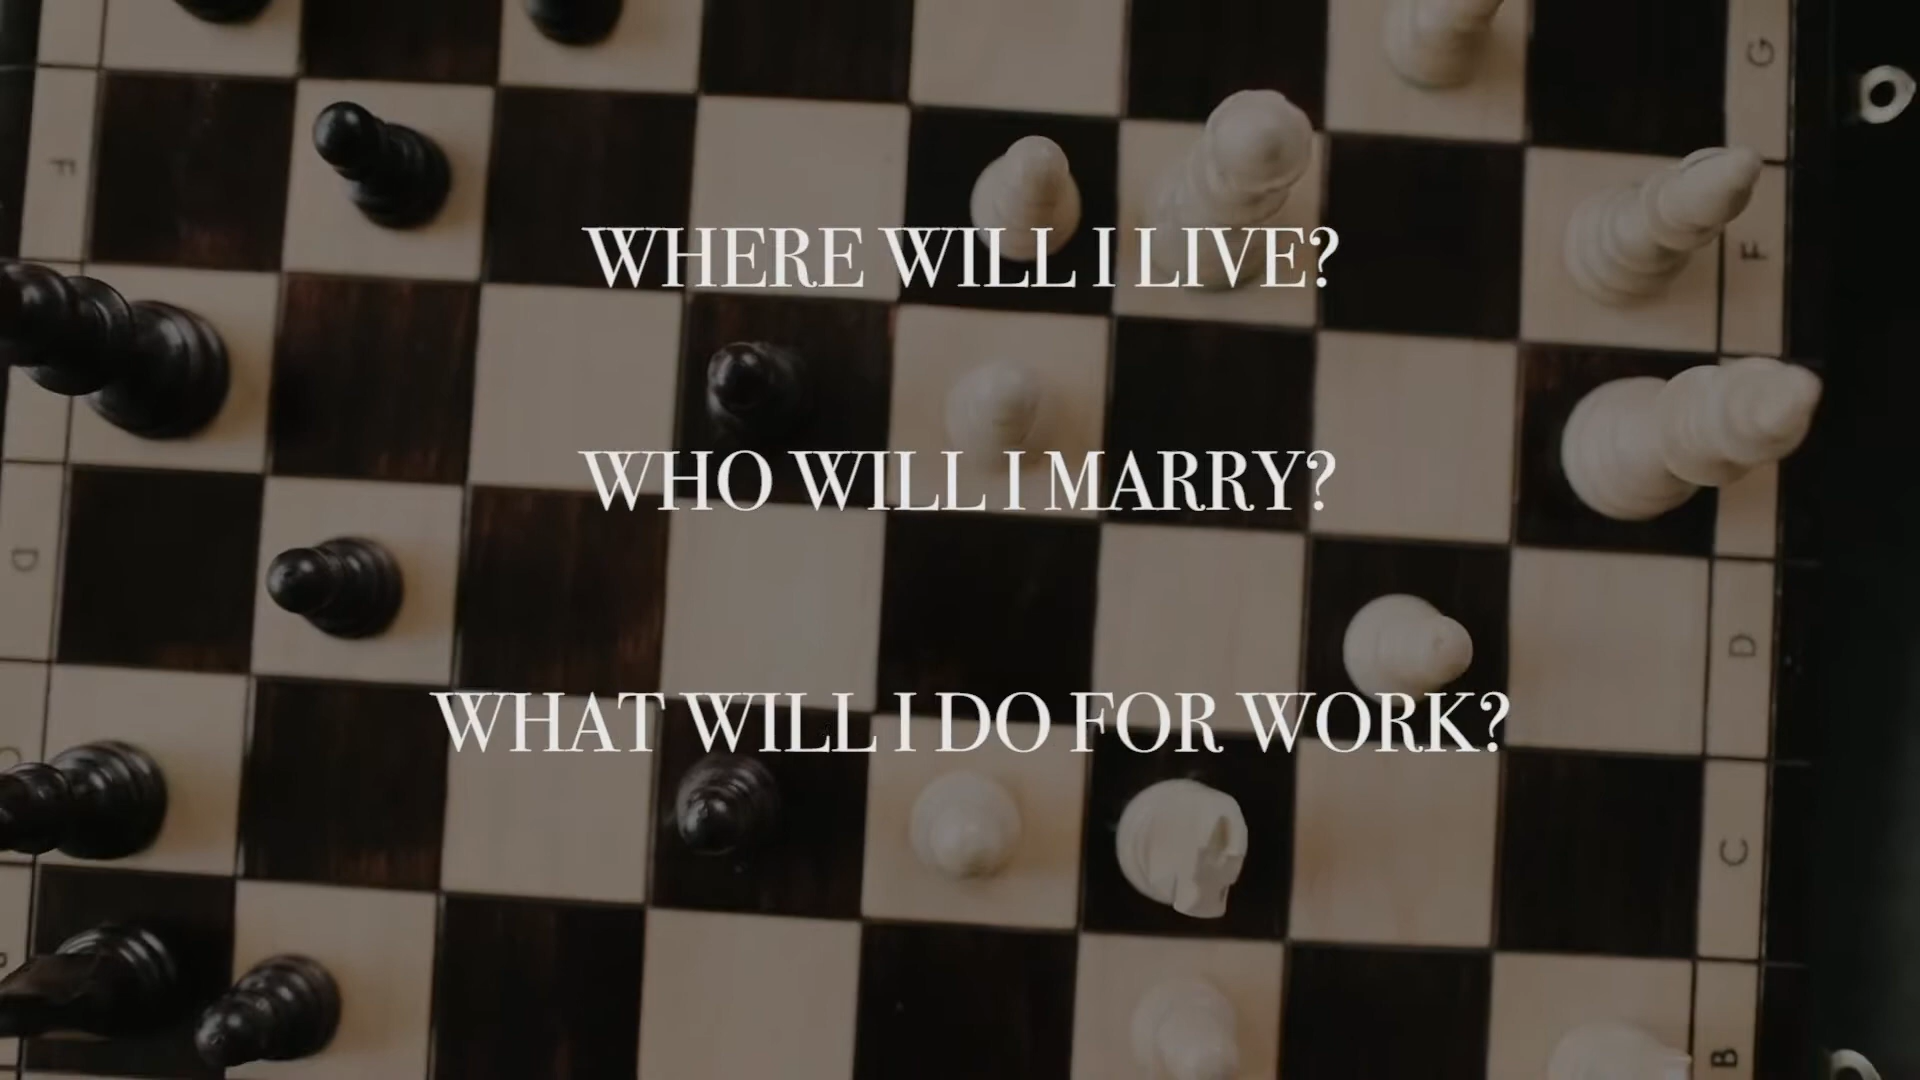 G
F
F
WHERE WILL I LIVE?
WHO WILL I MARRY?
D
D
WHAT WILL I DO FOR WORK?
C
B